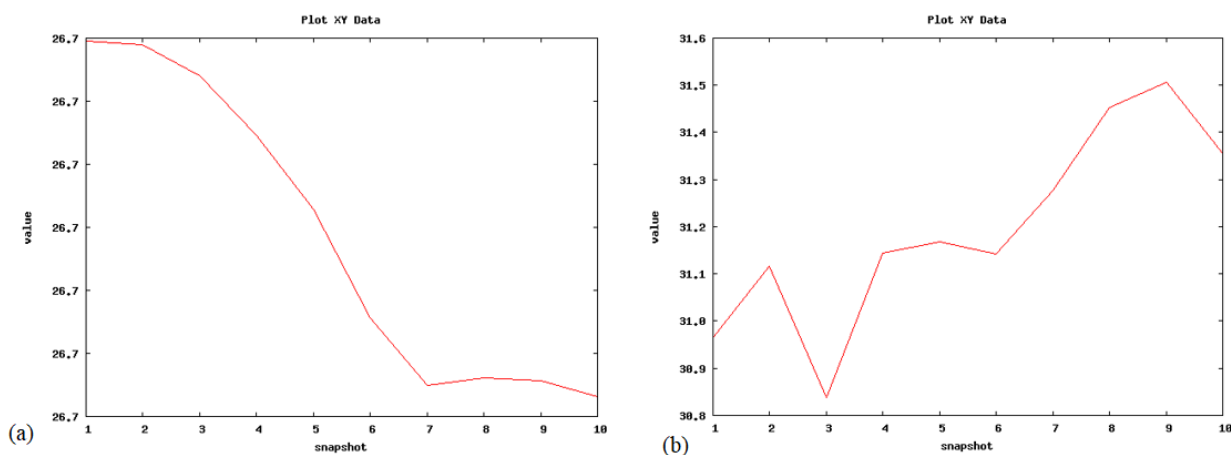 Plot XY Data
26.7
26.7
26.7
26.7
26.7
26.7
26.7
value
1 2 3 4 5 6 7 8 9 10
snapshot
(a)
Plot XY Data
31.6
31.5
31.4
31.3
31.2
31.1
31.0
30.9
30.8
value
1 2 3 4 5 6 7 8 9 10
snapshot
(b)